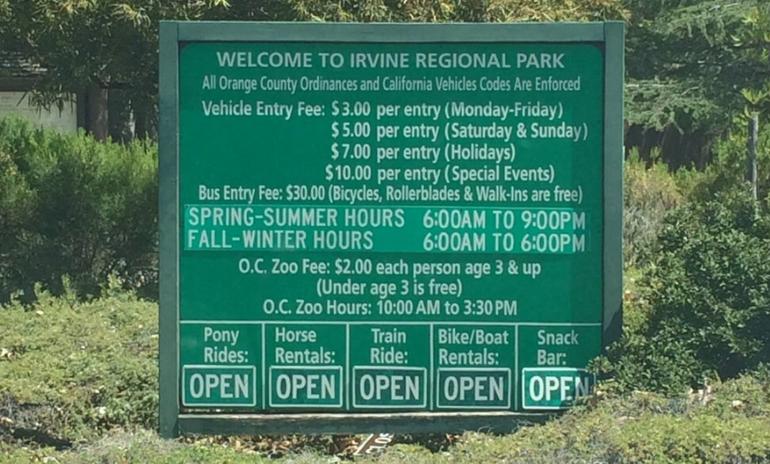 WELCOME TO IRVINE REGIONAL PARK
All Orange County Ordinances and California Vehicles Codes Are Enforced
Vehicle Entry Fee: $3.00 per entry (Monday-Friday)
$5.00 per entry (Saturday & Sunday)
$7.00 per entry (Holidays)
$10.00 per entry (Special Events)
Bus Entry Fee: $30.00 (Bicycles, Rollerblades & Walk-Ins are free)
SPRING-SUMMER HOURS 6:00AM TO 9:00PM
FALL-WINTER HOURS 6:00AM TO 6:00PM
O.C. Zoo Fee: $2.00 each person age 3 & up
(Under age 3 is free)
O.C. Zoo Hours: 10:00 AM to 3:30 PM
Pony
Rides:
OPEN
Horse
Rentals:
OPEN
Train
Ride:
OPEN
Bike/Boat
Rentals:
OPEN
Snack
Bar:
OPEN